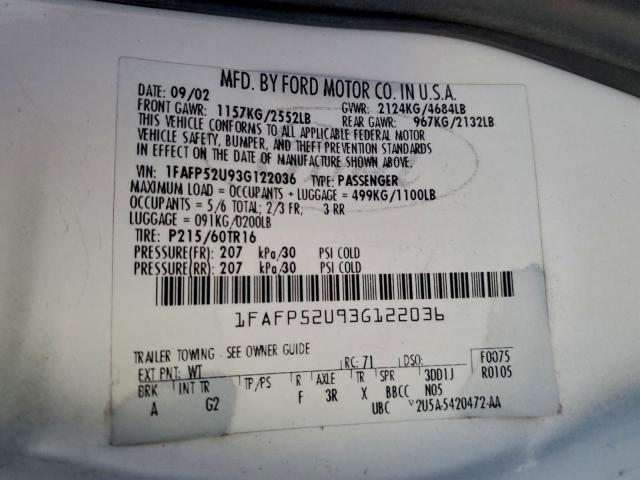 MFD. BY FORD MOTOR CO. IN U.S.A.
DATE: 09/02 GVWR: 2124KG/4684LB
FRONT GAWR: 1157KG/2552LB REAR GAWR: 967KG/2132LB
THIS VEHICLE CONFORMS TO ALL APPLICABLE FEDERAL MOTOR
VEHICLE SAFETY, BUMPER, AND THEFT PREVENTION STANDARDS
IN EFFECT ON THE DATE OF MANUFACTURE SHOWN ABOVE.
VIN: 1FAFP52U93G122036 TYPE: PASSENGER
MAXIMUM LOAD = OCCUPANTS + LUGGAGE = 499KG/1100LB
OCCUPANTS = 5/6 TOTAL: 2/3 FR, 3 RR
LUGGAGE = 091KG/0200LB
TIRE: P215/60TR16
PRESSURE(FR) = 207 kPa/30 PSI COLD
PRESSURE(RR) = 207 kPa/30 PSI COLD
1FAFP52U93G122036
TRAILER TOWING - SEE OWNER GUIDE
EXT PNT: WT RC: 71 DSO: F0075
BRK INT TR TP/PS R AXLE TR SPR 3DD1J R0105
A G2 F 3R X BBCC N05
UBC 2U5A-5420472-AA